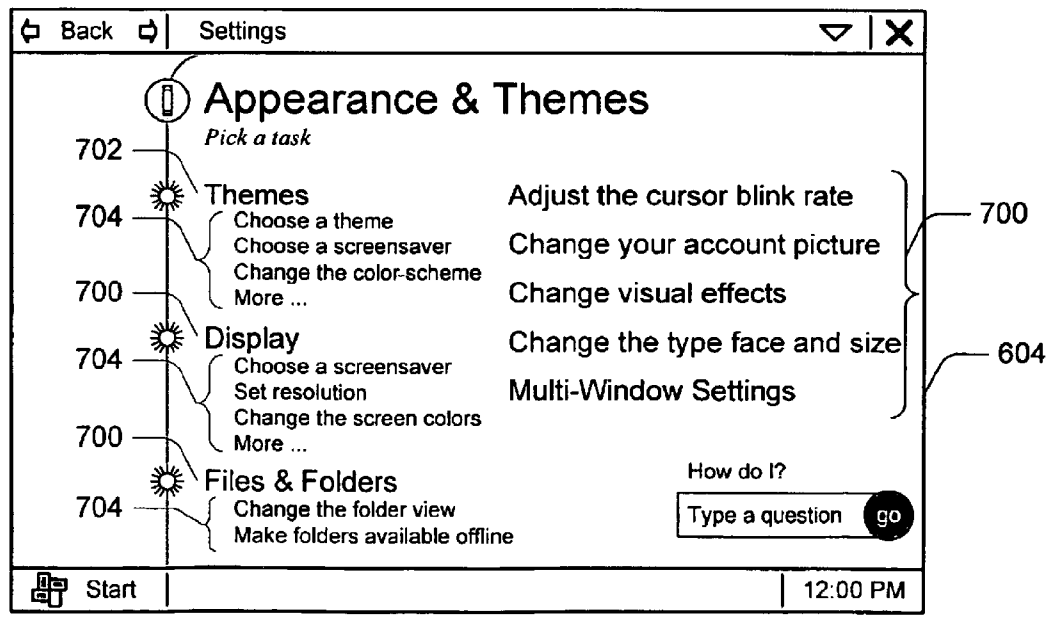 Back Settings
Appearance & Themes
Pick a task
702
Themes
704
Choose a theme
Choose a screensaver
Change the color-scheme
More ...
700
Display
704
Choose a screensaver
Set resolution
Change the screen colors
More ...
700
Files & Folders
704
Change the folder view
Make folders available offline
Adjust the cursor blink rate
Change your account picture
Change visual effects
Change the type face and size
Multi-Window Settings
700
604
How do I?
Type a question go
Start 12:00 PM